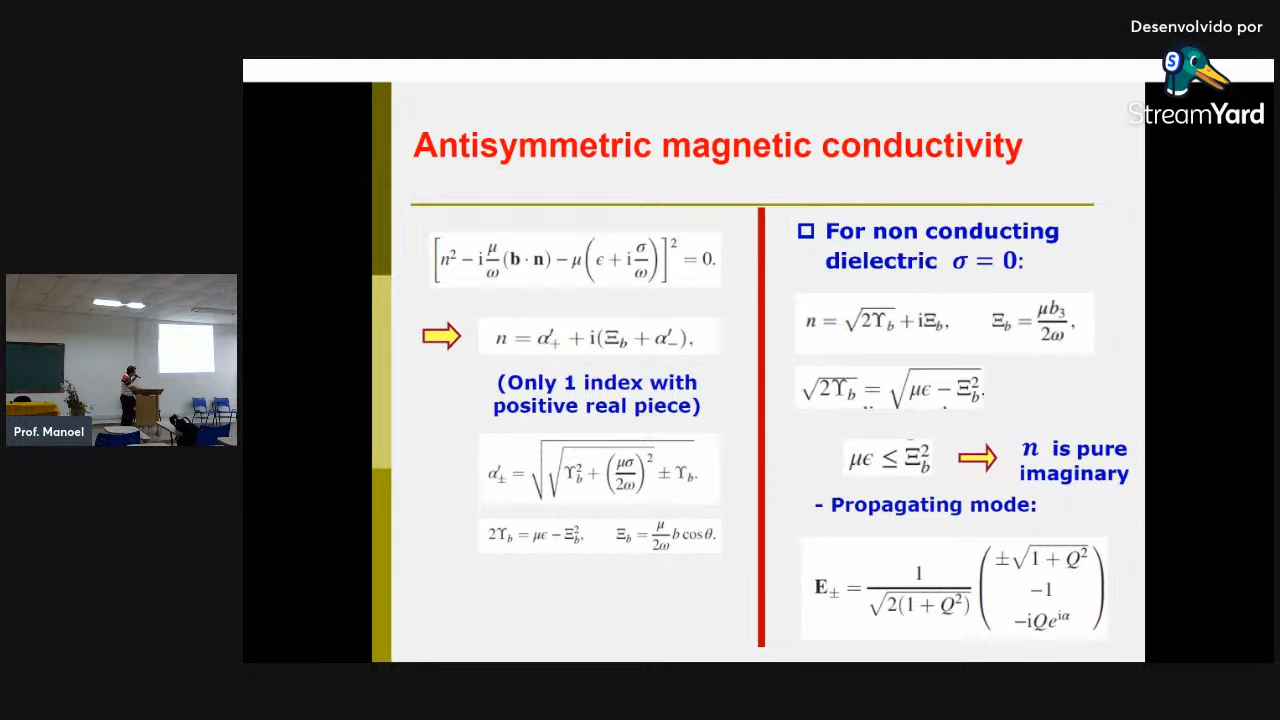 Desenvolvido por
StreamYard
Antisymmetric magnetic conductivity
[n² − i μ/ω (b · n) − μ(ϵ + i σ/ω)]² = 0.
n = α′₊ + i(Ξ_b + α′₋),
(Only 1 index with
positive real piece)
α′± = √(√(Υ_b² + (μσ/2ω)²) ± Υ_b).
2Υ_b = μϵ − Ξ_b², Ξ_b = μ/2ω b cos θ.
❑ For non conducting
dielectric σ = 0:
n = √(2Υ_b) + iΞ_b, Ξ_b = μb₃/2ω,
√(2Υ_b) = √(μϵ − Ξ_b²).
μϵ ≤ Ξ_b²
n is pure
imaginary
- Propagating mode:
E± = 1/√(2(1 + Q²)) (±√(1 + Q²)
−1
−iQe^{iα})
Prof. Manoel